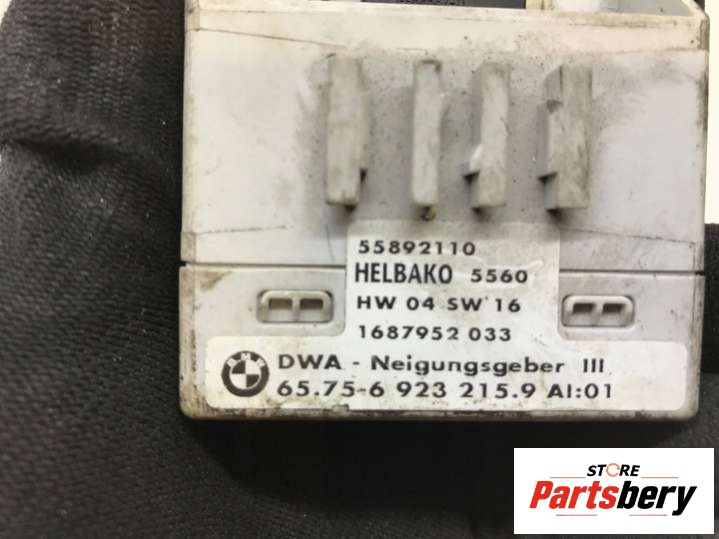 55892110
HELBAKO 5560
HW 04 SW 16
1687952 033
BMW
DWA - Neigungsgeber III
65.75-6 923 215.9 AI:01
STORE
Partsbery